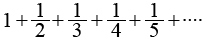 1 + 1/2 + 1/3 + 1/4 + 1/5 + ····